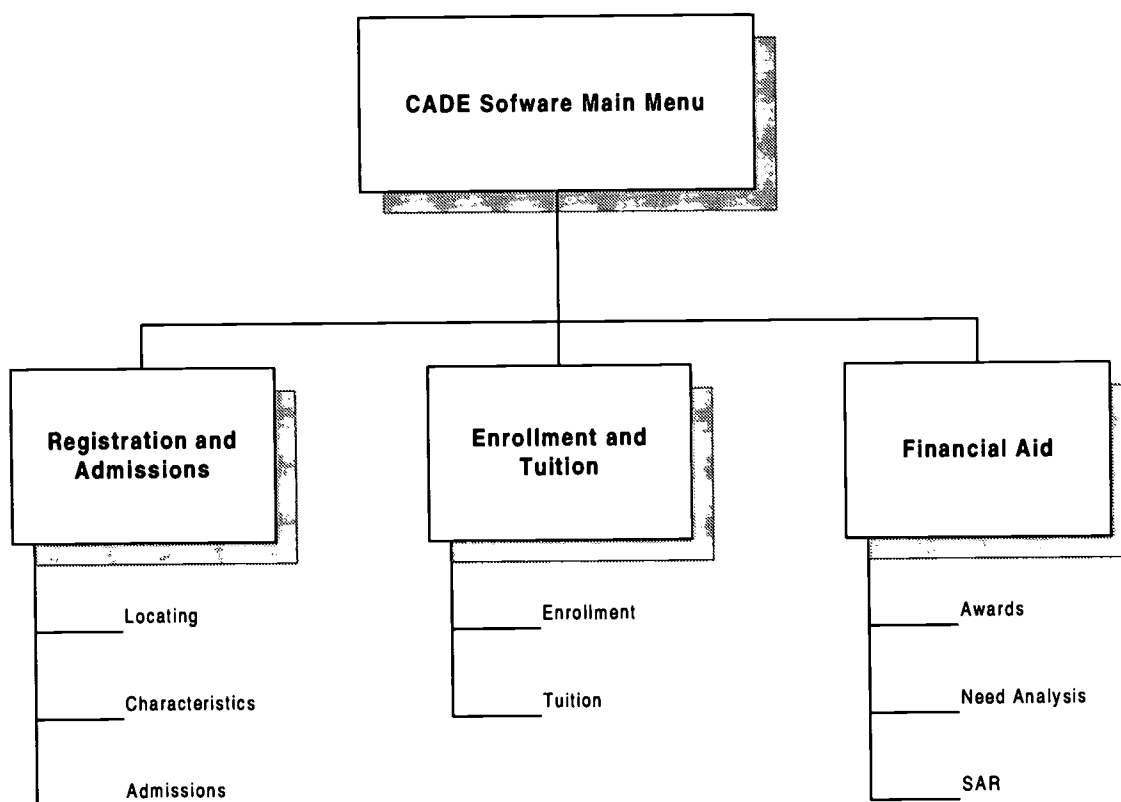 CADE Sofware Main Menu
Registration and
Admissions
Enrollment and
Tuition
Financial Aid
Locating
Characteristics
Admissions
Enrollment
Tuition
Awards
Need Analysis
SAR